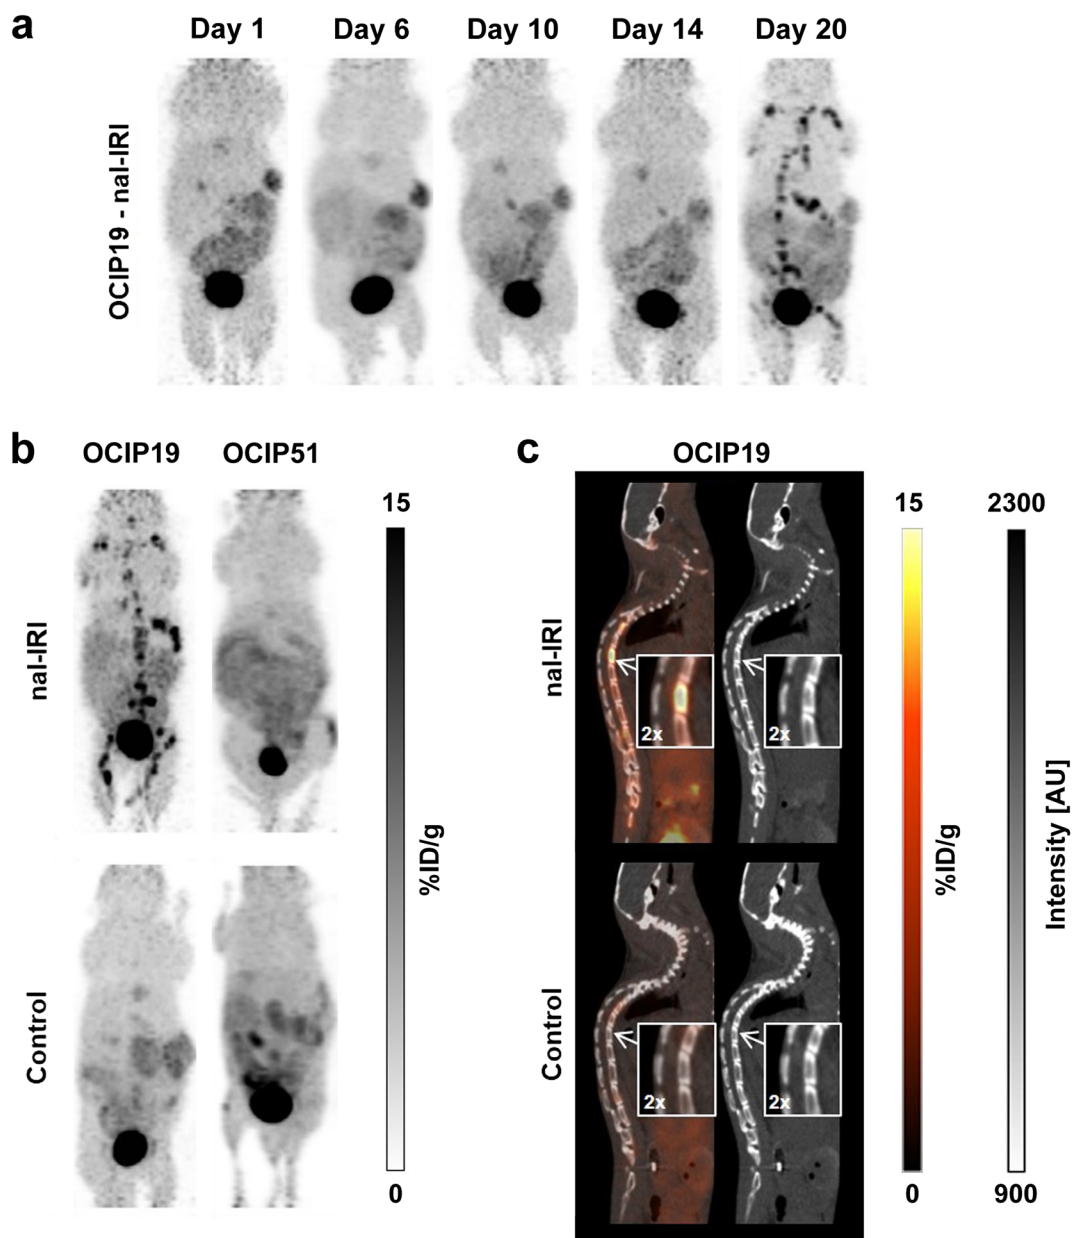 a
Day 1 Day 6 Day 10 Day 14 Day 20
OCIP19 - nal-IRI
b
OCIP19 OCIP51
15
nal-IRI
Control
%ID/g
0
c
OCIP19
nal-IRI
2x 2x
Control
2x 2x
15
%ID/g
0
2300
Intensity [AU]
900